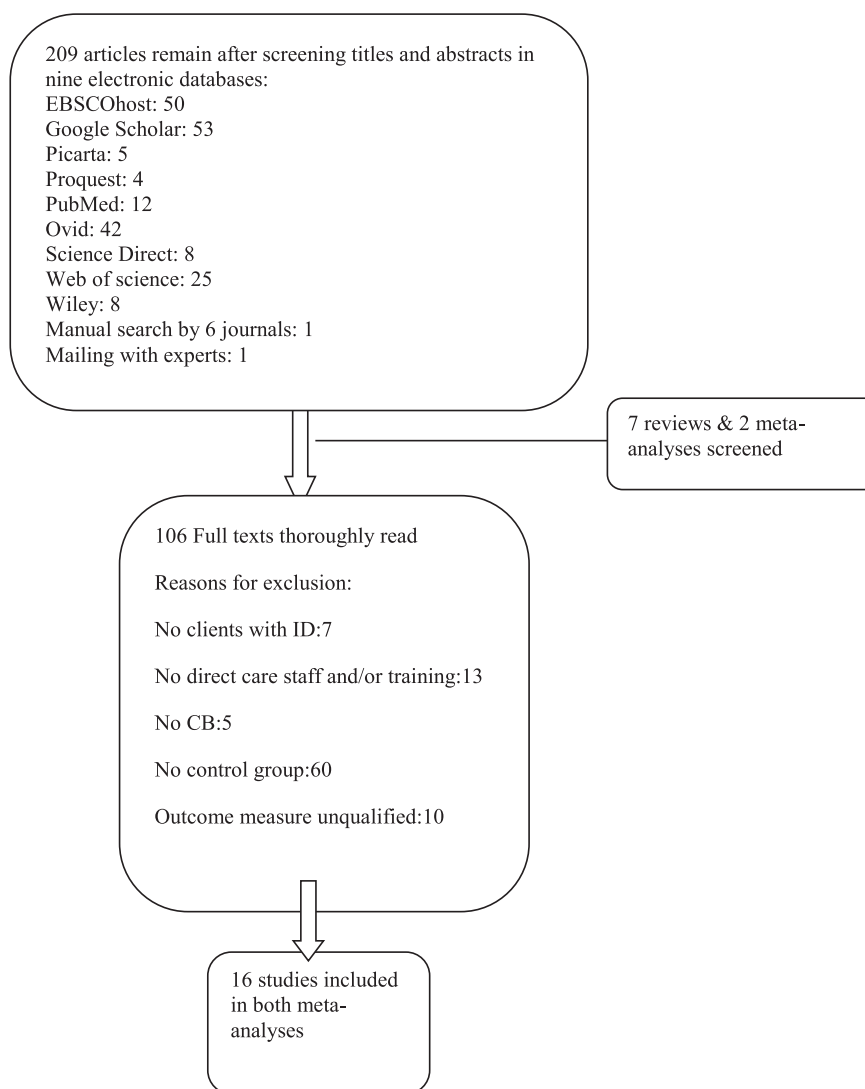 209 articles remain after screening titles and abstracts in
nine electronic databases:
EBSCOhost: 50
Google Scholar: 53
Picarta: 5
Proquest: 4
PubMed: 12
Ovid: 42
Science Direct: 8
Web of science: 25
Wiley: 8
Manual search by 6 journals: 1
Mailing with experts: 1
7 reviews & 2 meta-
analyses screened
106 Full texts thoroughly read
Reasons for exclusion:
No clients with ID:7
No direct care staff and/or training:13
No CB:5
No control group:60
Outcome measure unqualified:10
16 studies included
in both meta-
analyses